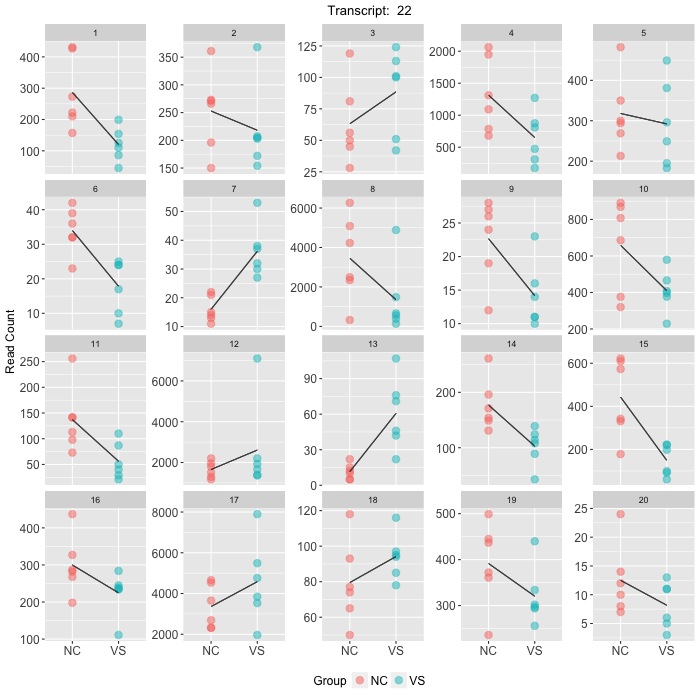 Transcript: 22
1 2 3 4 5
400 300 200 100
350 300 250 200 150
125 100 75 50 25
2000 1500 1000 500
400 300 200
6 7 8 9 10
40 30 20 10
50 40 30 20 10
6000 4000 2000 0
25 20 15 10
800 600 400 200
Read Count
11 12 13 14 15
250 200 150 100 50
6000 4000 2000
90 60 30 0
200 100
600 400 200
16 17 18 19 20
400 300 200 100
8000 6000 4000 2000
120 100 80 60
500 400 300
25 20 15 10 5
NC VS NC VS NC VS NC VS NC VS
Group NC VS